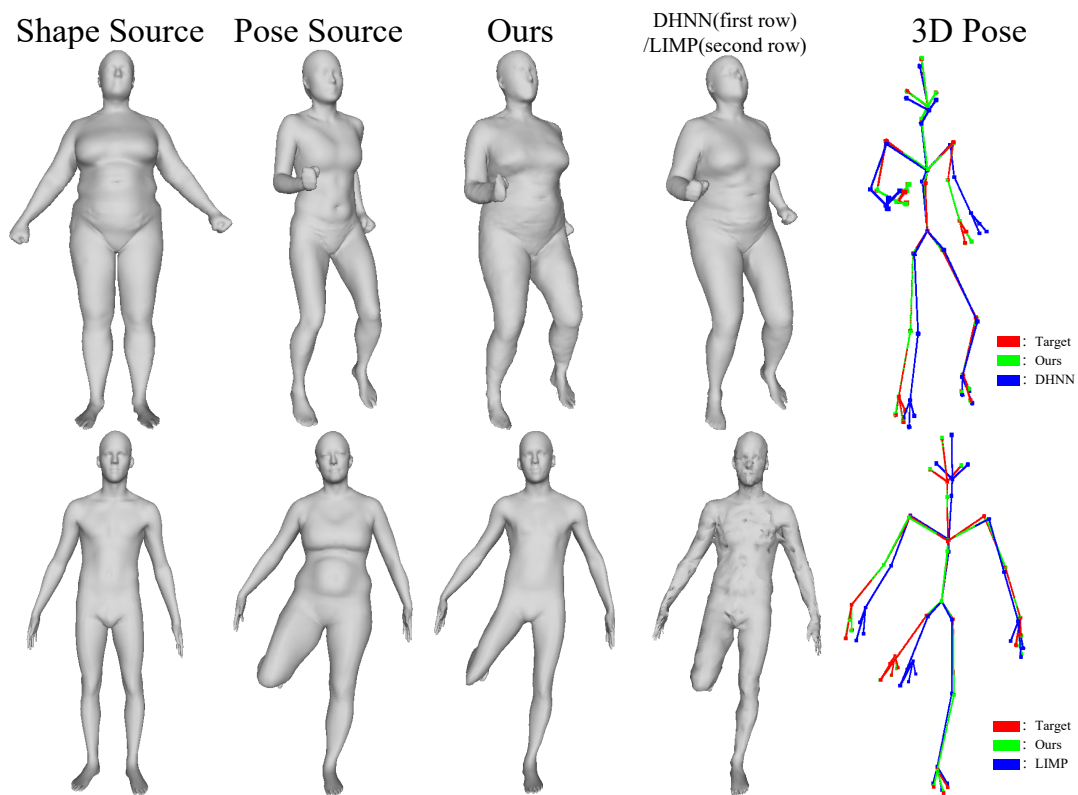 Shape Source
Pose Source
Ours
DHNN(first row)
/LIMP(second row)
3D Pose
: Target
: Ours
: DHNN
: Target
: Ours
: LIMP